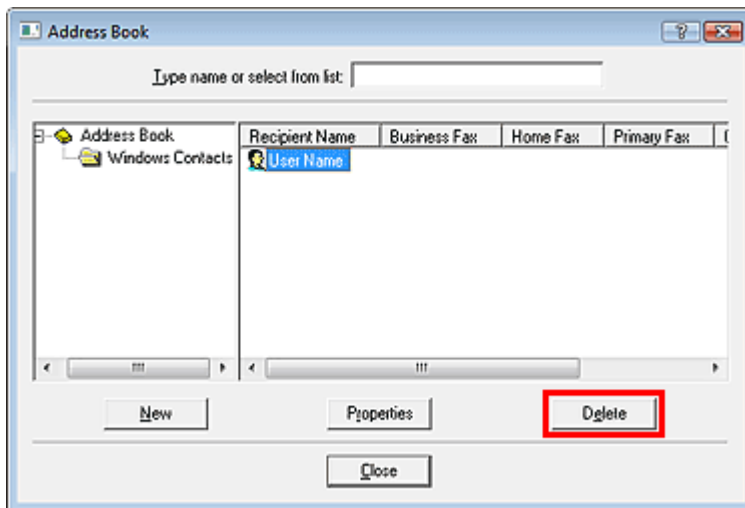 Address Book
Type name or select from list:
Address Book
Windows Contacts
Recipient Name Business Fax Home Fax Primary Fax
User Name
New Properties Delete
Close